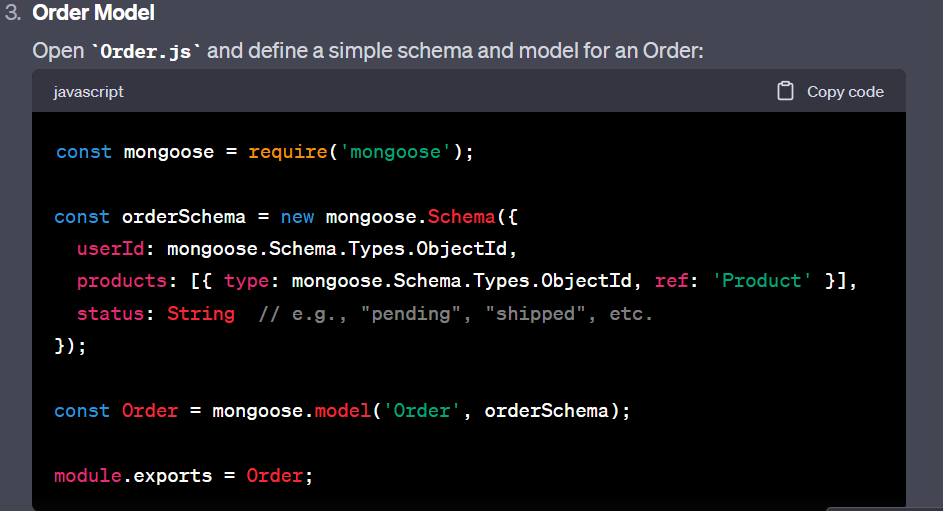 3. Order Model
Open `Order.js` and define a simple schema and model for an Order:
javascript
Copy code
const mongoose = require('mongoose');
const orderSchema = new mongoose.Schema({
  userId: mongoose.Schema.Types.ObjectId,
  products: [{ type: mongoose.Schema.Types.ObjectId, ref: 'Product' }],
  status: String  // e.g., "pending", "shipped", etc.
});
const Order = mongoose.model('Order', orderSchema);
module.exports = Order;